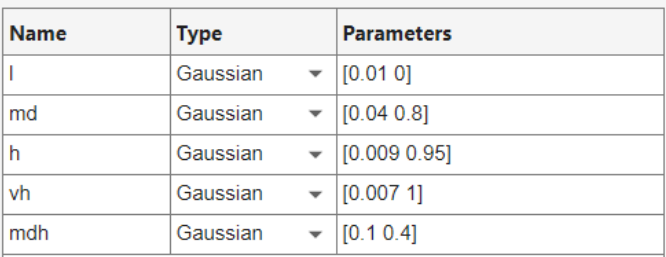 Name Type Parameters
l Gaussian [0.01 0]
md Gaussian [0.04 0.8]
h Gaussian [0.009 0.95]
vh Gaussian [0.007 1]
mdh Gaussian [0.1 0.4]